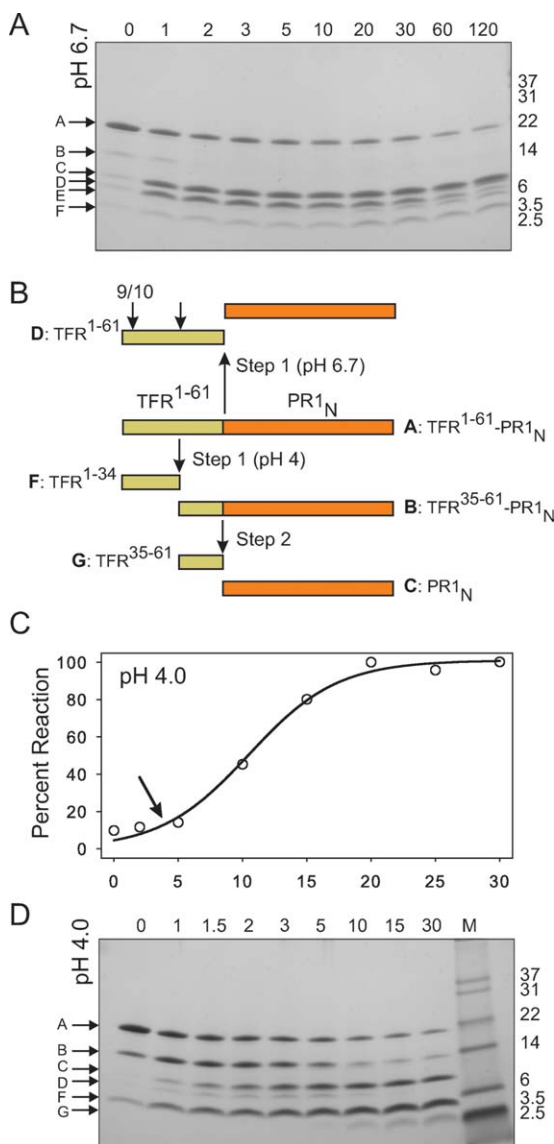 A
pH 6.7
0 1 2 3 5 10 20 30 60 120
A
B
C
D
E
F
37
31
22
14
6
3.5
2.5
B
9/10
D: TFR1-61
Step 1 (pH 6.7)
TFR1-61 PR1N
A: TFR1-61-PR1N
Step 1 (pH 4)
F: TFR1-34
B: TFR35-61-PR1N
Step 2
G: TFR35-61
C: PR1N
C
pH 4.0
Percent Reaction
100
80
60
40
20
0
0 5 10 15 20 25 30
D
pH 4.0
0 1 1.5 2 3 5 10 15 30 M
A
B
C
D
F
G
37
31
22
14
6
3.5
2.5